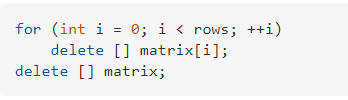 for (int i = 0; i < rows; ++i)
    delete [] matrix[i];
delete [] matrix;